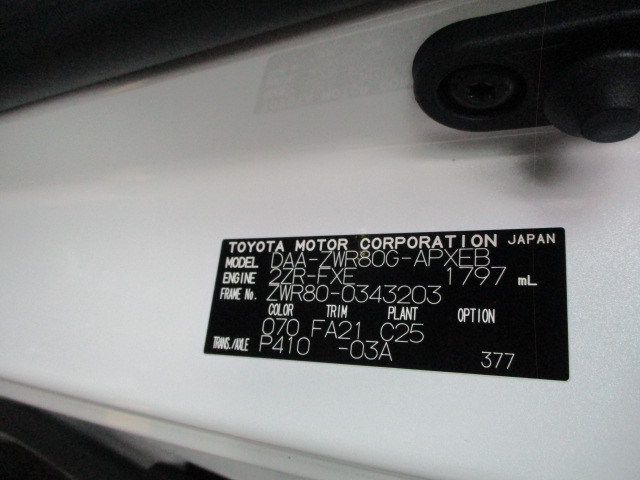 TOYOTA MOTOR CORPORATION JAPAN
MODEL DAA-ZWR80G-APXEB
ENGINE 2ZR-FXE 1797 mL
FRAME No. ZWR80-0343203
COLOR TRIM PLANT OPTION
070 FA21 C25
TRANS./AXLE P410 -03A 377